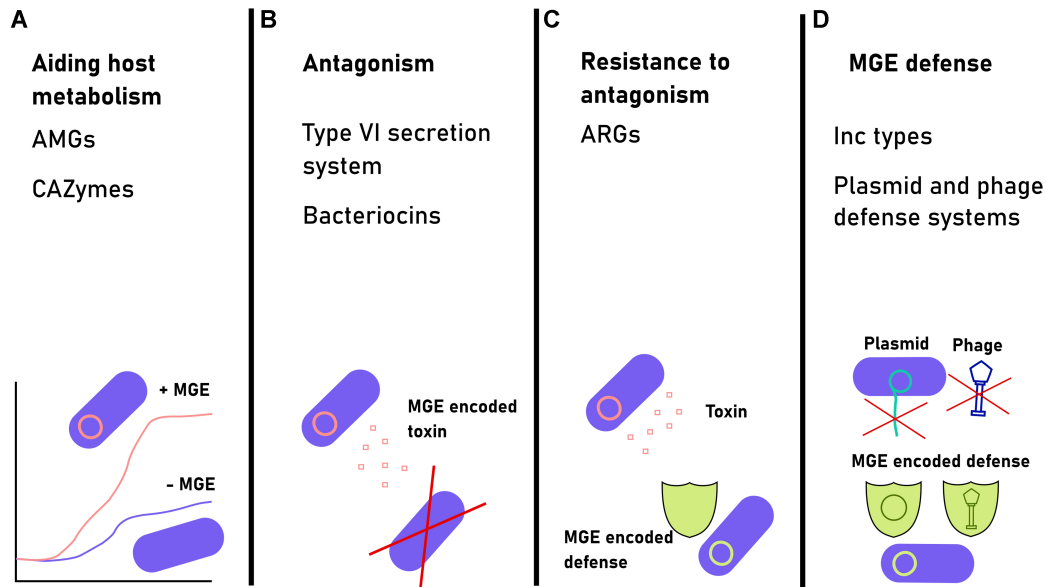 A
Aiding host
metabolism
AMGs
CAZymes
+ MGE
– MGE
B
Antagonism
Type VI secretion
system
Bacteriocins
MGE encoded
toxin
C
Resistance to
antagonism
ARGs
Toxin
MGE encoded
defense
D
MGE defense
Inc types
Plasmid and phage
defense systems
Plasmid
Phage
MGE encoded defense